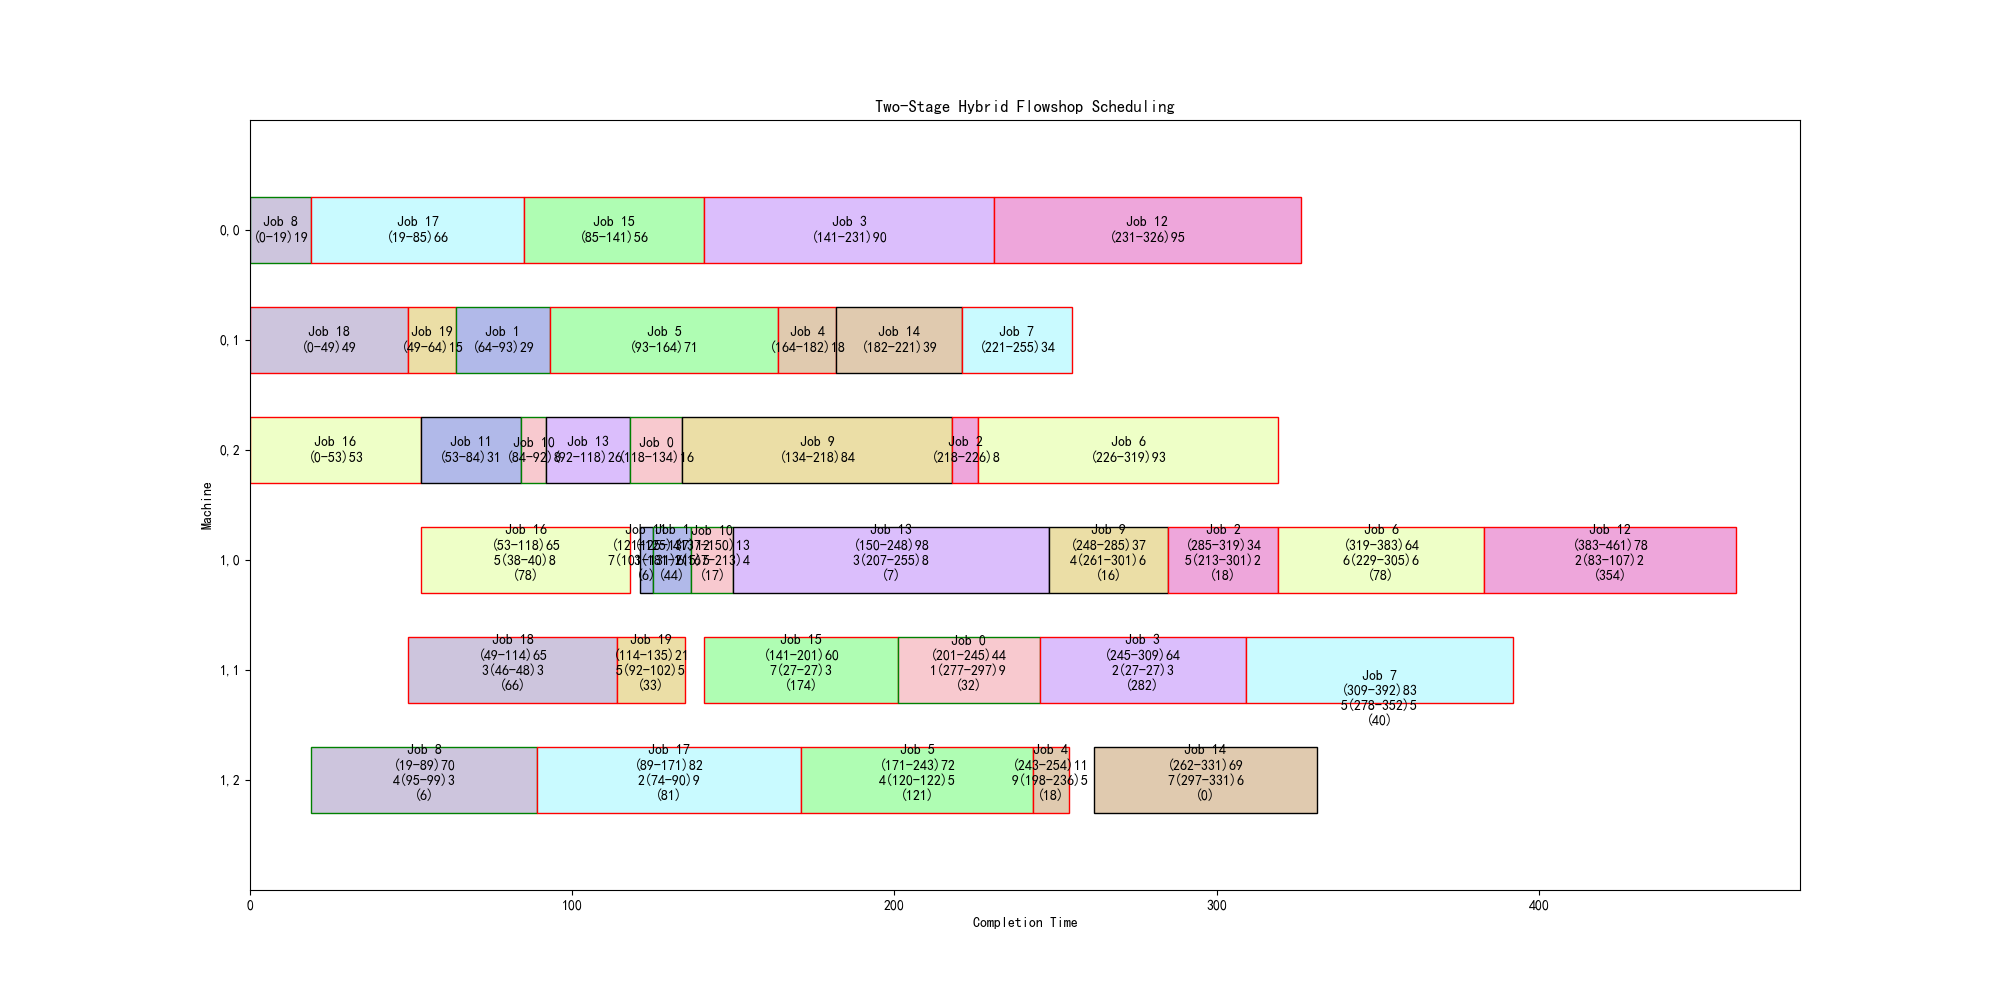 Two-Stage Hybrid Flowshop Scheduling
Machine
0,0
Job 8
(0-19)19
Job 17
(19-85)66
Job 15
(85-141)56
Job 3
(141-231)90
Job 12
(231-326)95
0,1
Job 18
(0-49)49
Job 19
(49-64)15
Job 1
(64-93)29
Job 5
(93-164)71
Job 4
(164-182)18
Job 14
(182-221)39
Job 7
(221-255)34
0,2
Job 16
(0-53)53
Job 11
(53-84)31
Job 10
(84-92)8
Job 13
(92-118)26
Job 0
(118-134)16
Job 9
(134-218)84
Job 2
(218-226)8
Job 6
(226-319)93
1,0
Job 16
(53-118)65
5(38-40)8
(78)
Job
(6)
Job 1
(44)
Job 10
(17)
Job 13
(150-248)98
3(207-255)8
(7)
Job 9
(248-285)37
4(261-301)6
(16)
Job 2
(285-319)34
5(213-301)2
(18)
Job 6
(319-383)64
6(229-305)6
(78)
Job 12
(383-461)78
2(83-107)2
(354)
1,1
Job 18
(49-114)65
3(46-48)3
(66)
Job 19
(114-135)21
5(92-102)5
(33)
Job 15
(141-201)60
7(27-27)3
(174)
Job 0
(201-245)44
1(277-297)9
(32)
Job 3
(245-309)64
2(27-27)3
(282)
Job 7
(309-392)83
5(278-352)5
(40)
1,2
Job 8
(19-89)70
4(95-99)3
(6)
Job 17
(89-171)82
2(74-90)9
(81)
Job 5
(171-243)72
4(120-122)5
(121)
Job 4
(243-254)11
9(198-236)5
(18)
Job 14
(262-331)69
7(297-331)6
(0)
0
100
200
300
400
Completion Time